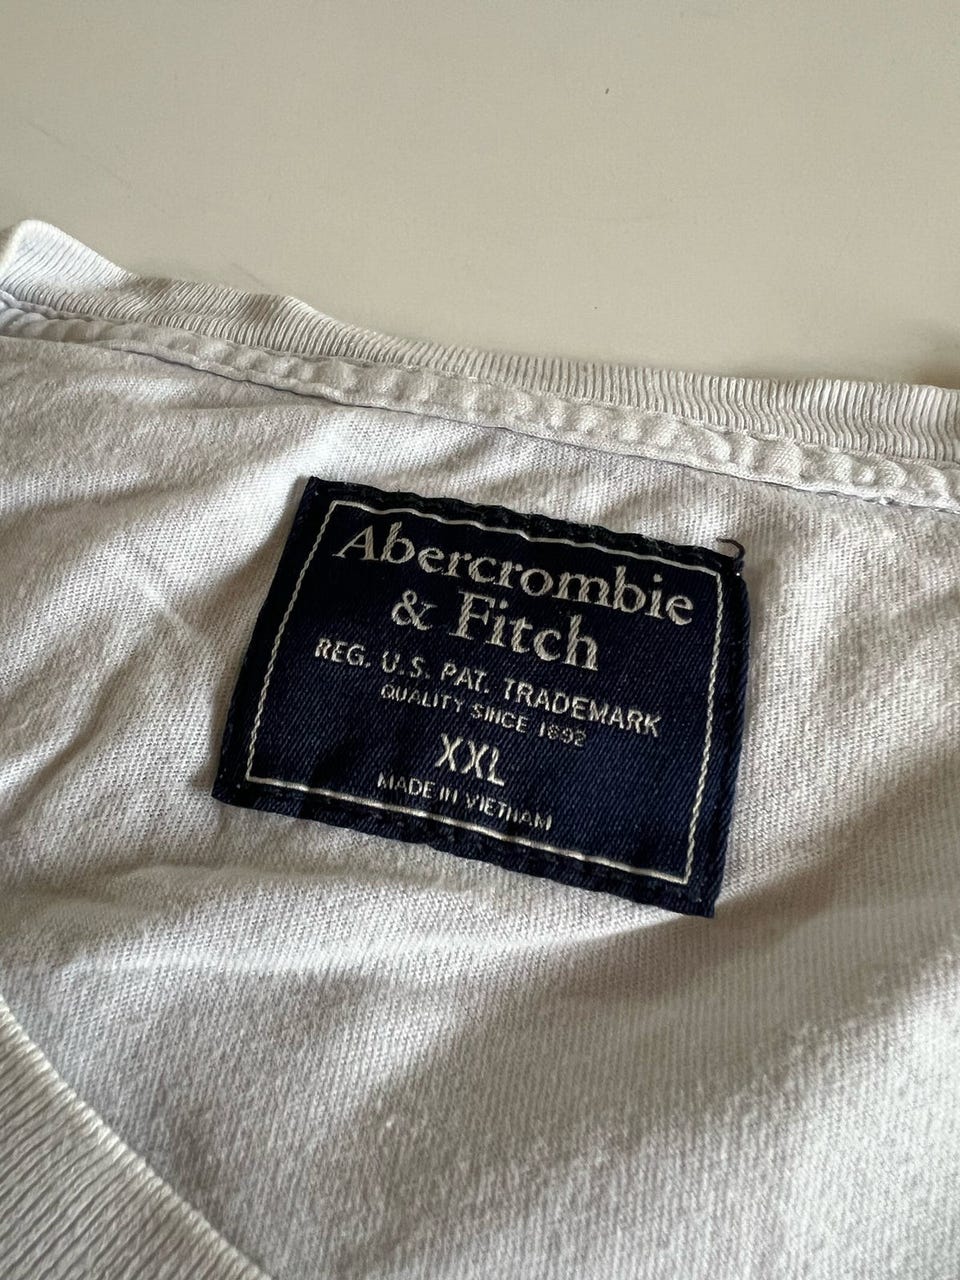 Abercrombie
& Fitch
REG. U.S. PAT. TRADEMARK
QUALITY SINCE 1892
XXL
MADE IN VIETNAM